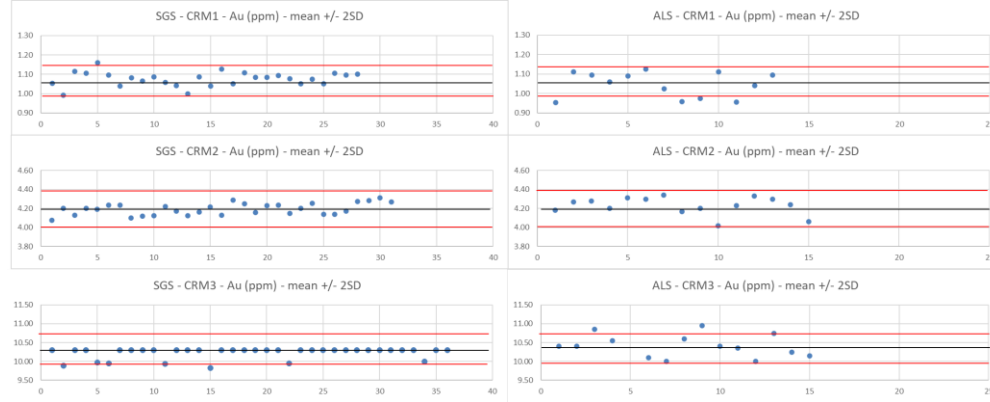 SGS - CRM1 - Au (ppm) - mean +/- 2SD
1.30
1.20
1.10
1.00
0.90
0 5 10 15 20 25 30 35 40
ALS - CRM1 - Au (ppm) - mean +/- 2SD
1.30
1.20
1.10
1.00
0.90
0 5 10 15 20 25
SGS - CRM2 - Au (ppm) - mean +/- 2SD
4.60
4.40
4.20
4.00
3.80
0 5 10 15 20 25 30 35 40
ALS - CRM2 - Au (ppm) - mean +/- 2SD
4.60
4.40
4.20
4.00
3.80
0 5 10 15 20 25
SGS - CRM3 - Au (ppm) - mean +/- 2SD
11.50
11.00
10.50
10.00
9.50
0 5 10 15 20 25 30 35 40
ALS - CRM3 - Au (ppm) - mean +/- 2SD
11.50
11.00
10.50
10.00
9.50
0 5 10 15 20 25